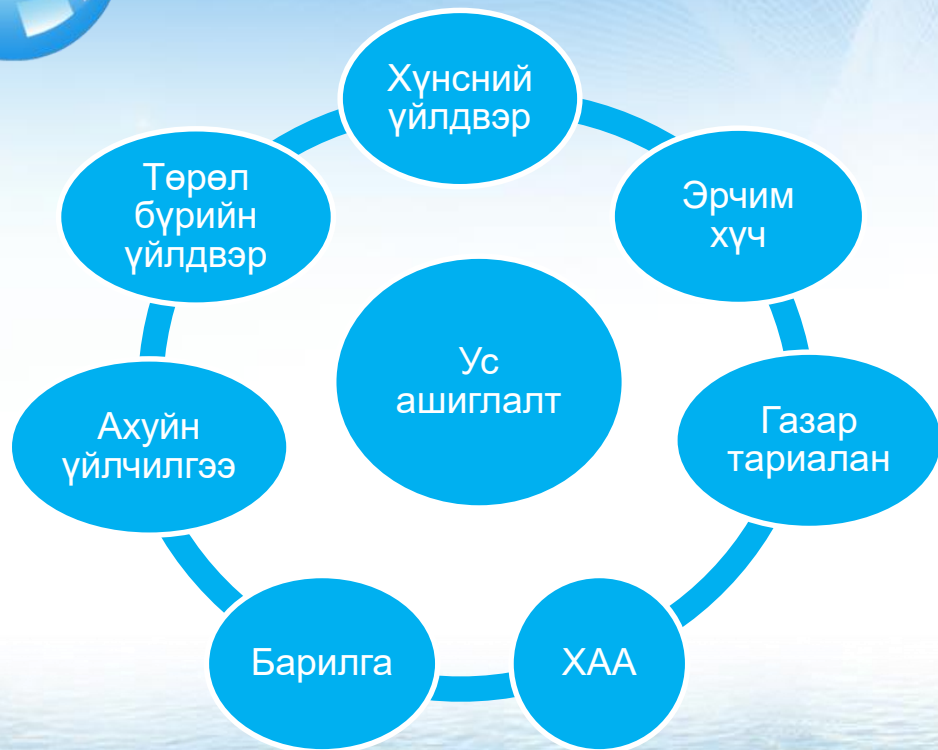 Хүнсний
үйлдвэр
Эрчим
хүч
Газар
тариалан
ХАА
Барилга
Ахуйн
үйлчилгээ
Төрөл
бүрийн
үйлдвэр
Ус
ашиглалт